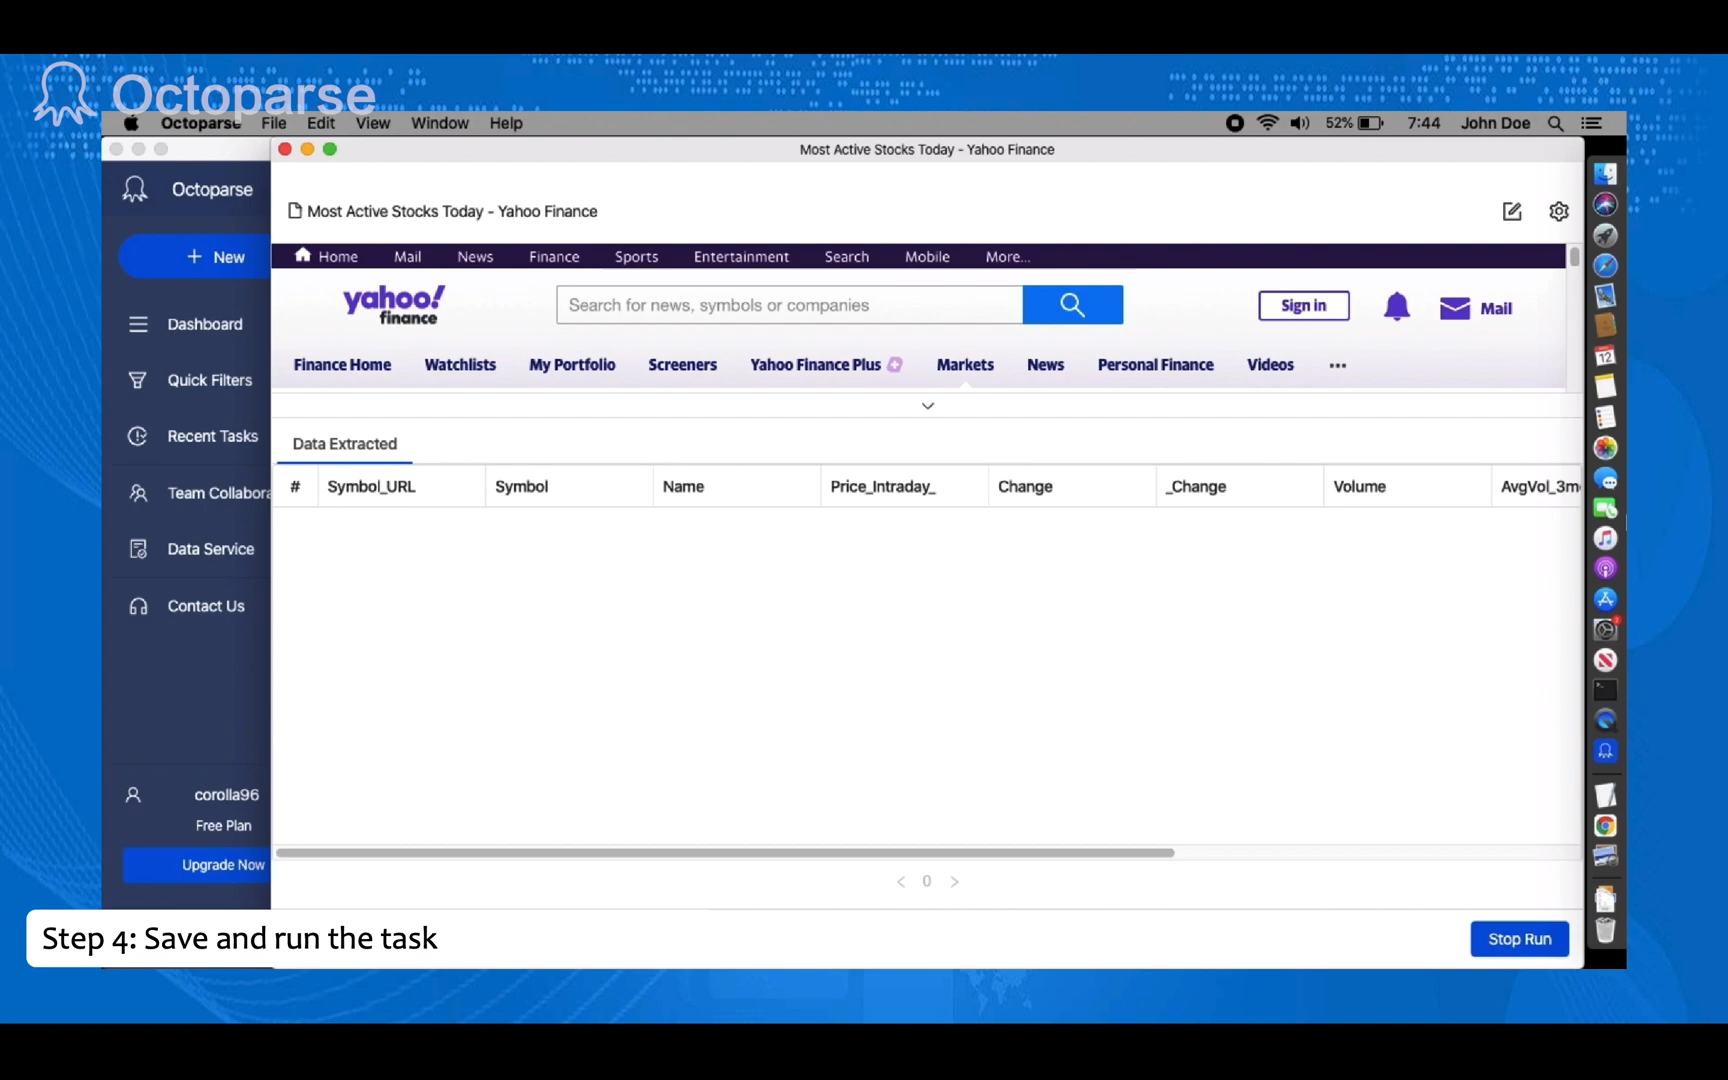 Octoparse
Octoparse File Edit View Window Help 52% 7:44 John Doe
Most Active Stocks Today - Yahoo Finance
Octoparse
Most Active Stocks Today - Yahoo Finance
+ New
Home Mail News Finance Sports Entertainment Search Mobile More...
yahoo!
finance
Search for news, symbols or companies
Sign in
Mail
Dashboard
Finance Home Watchlists My Portfolio Screeners Yahoo Finance Plus Markets News Personal Finance Videos ...
Quick Filters
Recent Tasks
Data Extracted
Team Collabora
# Symbol_URL Symbol Name Price_Intraday_ Change _Change Volume AvgVol_3m
Data Service
Contact Us
corolla96
Free Plan
Upgrade Now
< 0 >
Step 4: Save and run the task
Stop Run
12
2